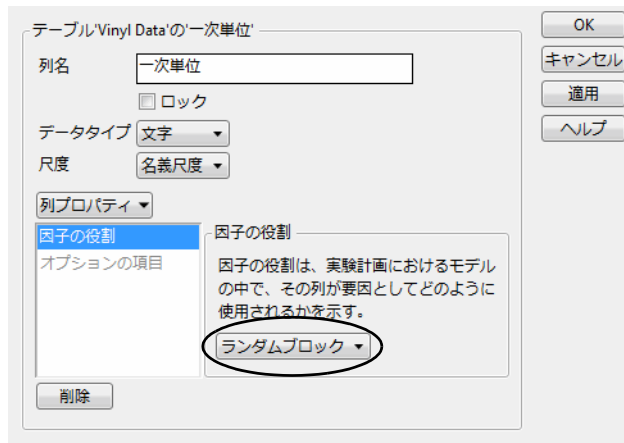 テーブル'Vinyl Data'の'一次単位'
列名
一次単位
ロック
データタイプ
文字
尺度
名義尺度
列プロパティ
因子の役割
オプションの項目
因子の役割
因子の役割は、実験計画におけるモデル
の中で、その列が要因としてどのように
使用されるかを示す。
ランダムブロック
削除
OK
キャンセル
適用
ヘルプ